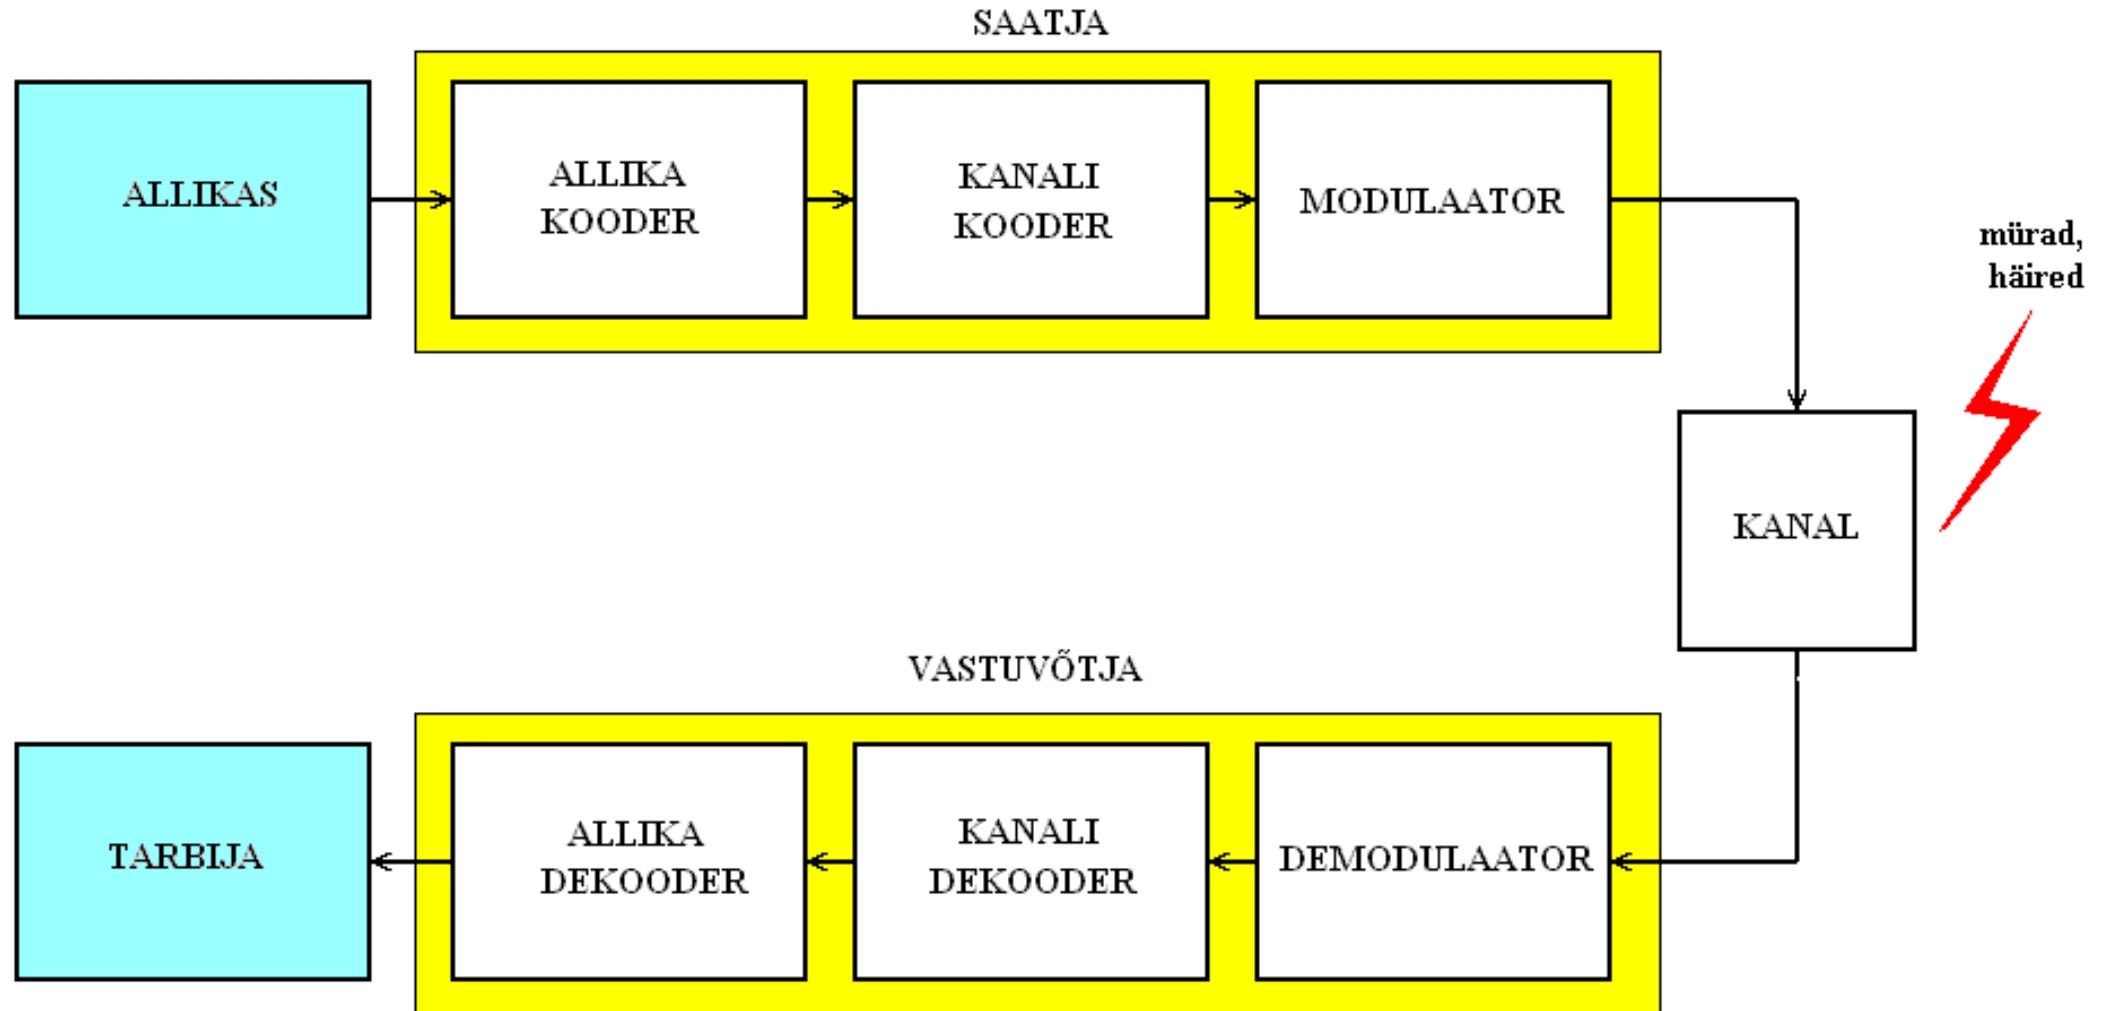 SAATJA
ALLIKAS
ALLIKA
KOODER
KANALI
KOODER
MODULAATOR
mürad,
häired
KANAL
VASTUVÕTJA
TARBIJA
ALLIKA
DEKOODER
KANALI
DEKOODER
DEMODULAATOR